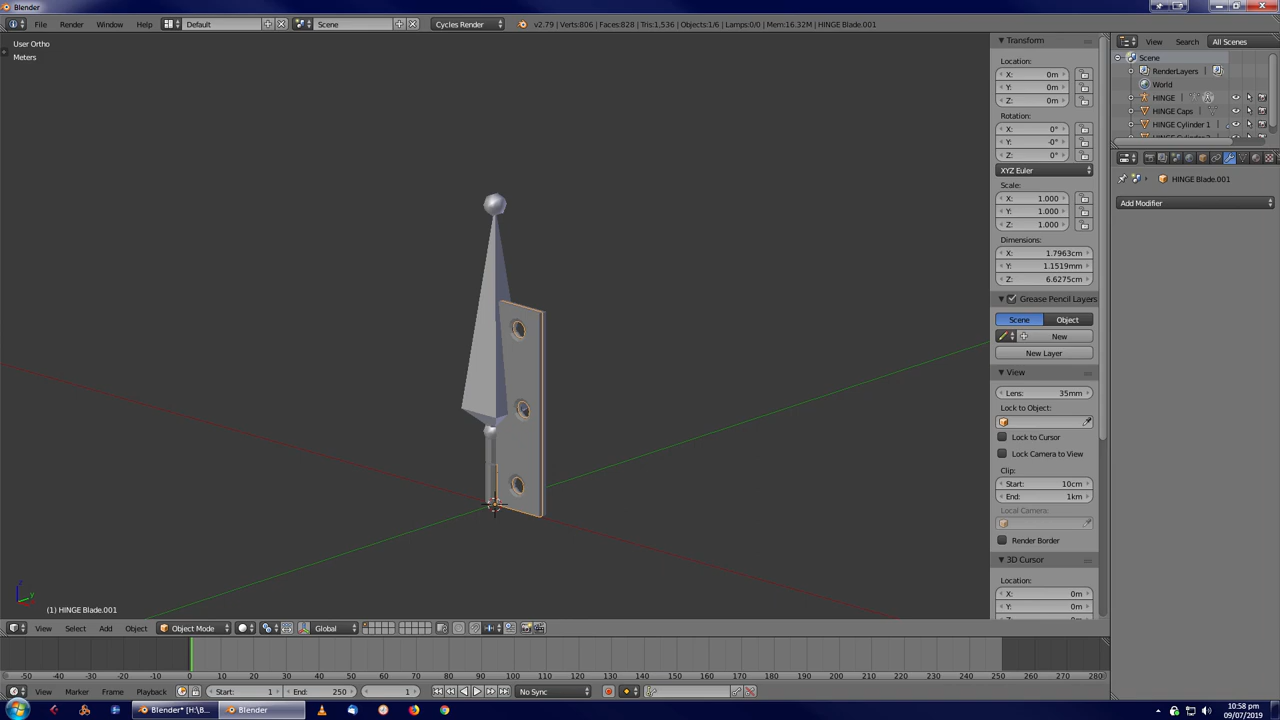 Blender
File Render Window Help Default Scene Cycles Render v2.79 | Verts:806 | Faces:828 | Tris:1,536 | Objects:1/6 | Lamps:0/0 | Mem:16.32M | HINGE Blade.001
User Ortho
Meters
(1) HINGE Blade.001
View Select Add Object Object Mode Global
Transform
Location:
X: 0m
Y: 0m
Z: 0m
Rotation:
X: 0°
Y: -0°
Z: 0°
XYZ Euler
Scale:
X: 1.000
Y: 1.000
Z: 1.000
Dimensions:
X: 1.7963cm
Y: 1.1519mm
Z: 6.6275cm
Grease Pencil Layers
Scene Object
New
New Layer
View
Lens: 35mm
Lock to Object:
Lock to Cursor
Lock Camera to View
Clip:
Start: 10cm
End: 1km
Local Camera:
Render Border
3D Cursor
Location:
X: 0m
Y: 0m
View Search All Scenes
Scene
RenderLayers
World
HINGE
HINGE Caps
HINGE Cylinder 1
HINGE Blade.001
Add Modifier
-50 -40 -30 -20 -10 0 10 20 30 40 50 60 70 80 90 100 110 120 130 140 150 160 170 180 190 200 210 220 230 240 250 260 270 280
View Marker Frame Playback Start: 1 End: 250 1 No Sync
Blender* [H:\B... Blender
10:58 pm
09/07/2019